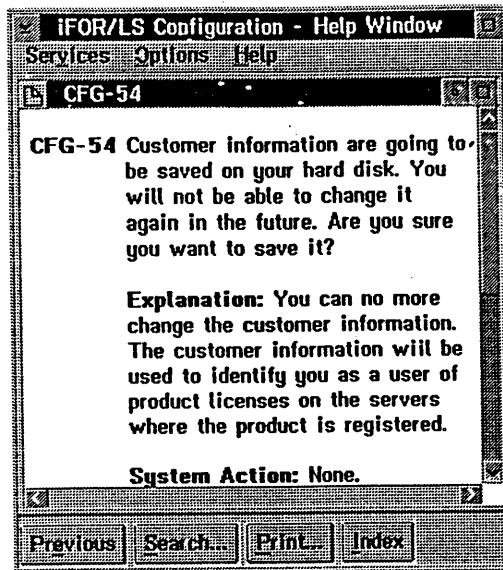 iFOR/LS Configuration - Help Window
Services Options Help
CFG-54
CFG-54 Customer information are going to
be saved on your hard disk. You
will not be able to change it
again in the future. Are you sure
you want to save it?
Explanation: You can no more
change the customer information.
The customer information will be
used to identify you as a user of
product licenses on the servers
where the product is registered.
System Action: None.
Previous Search... Print... Index